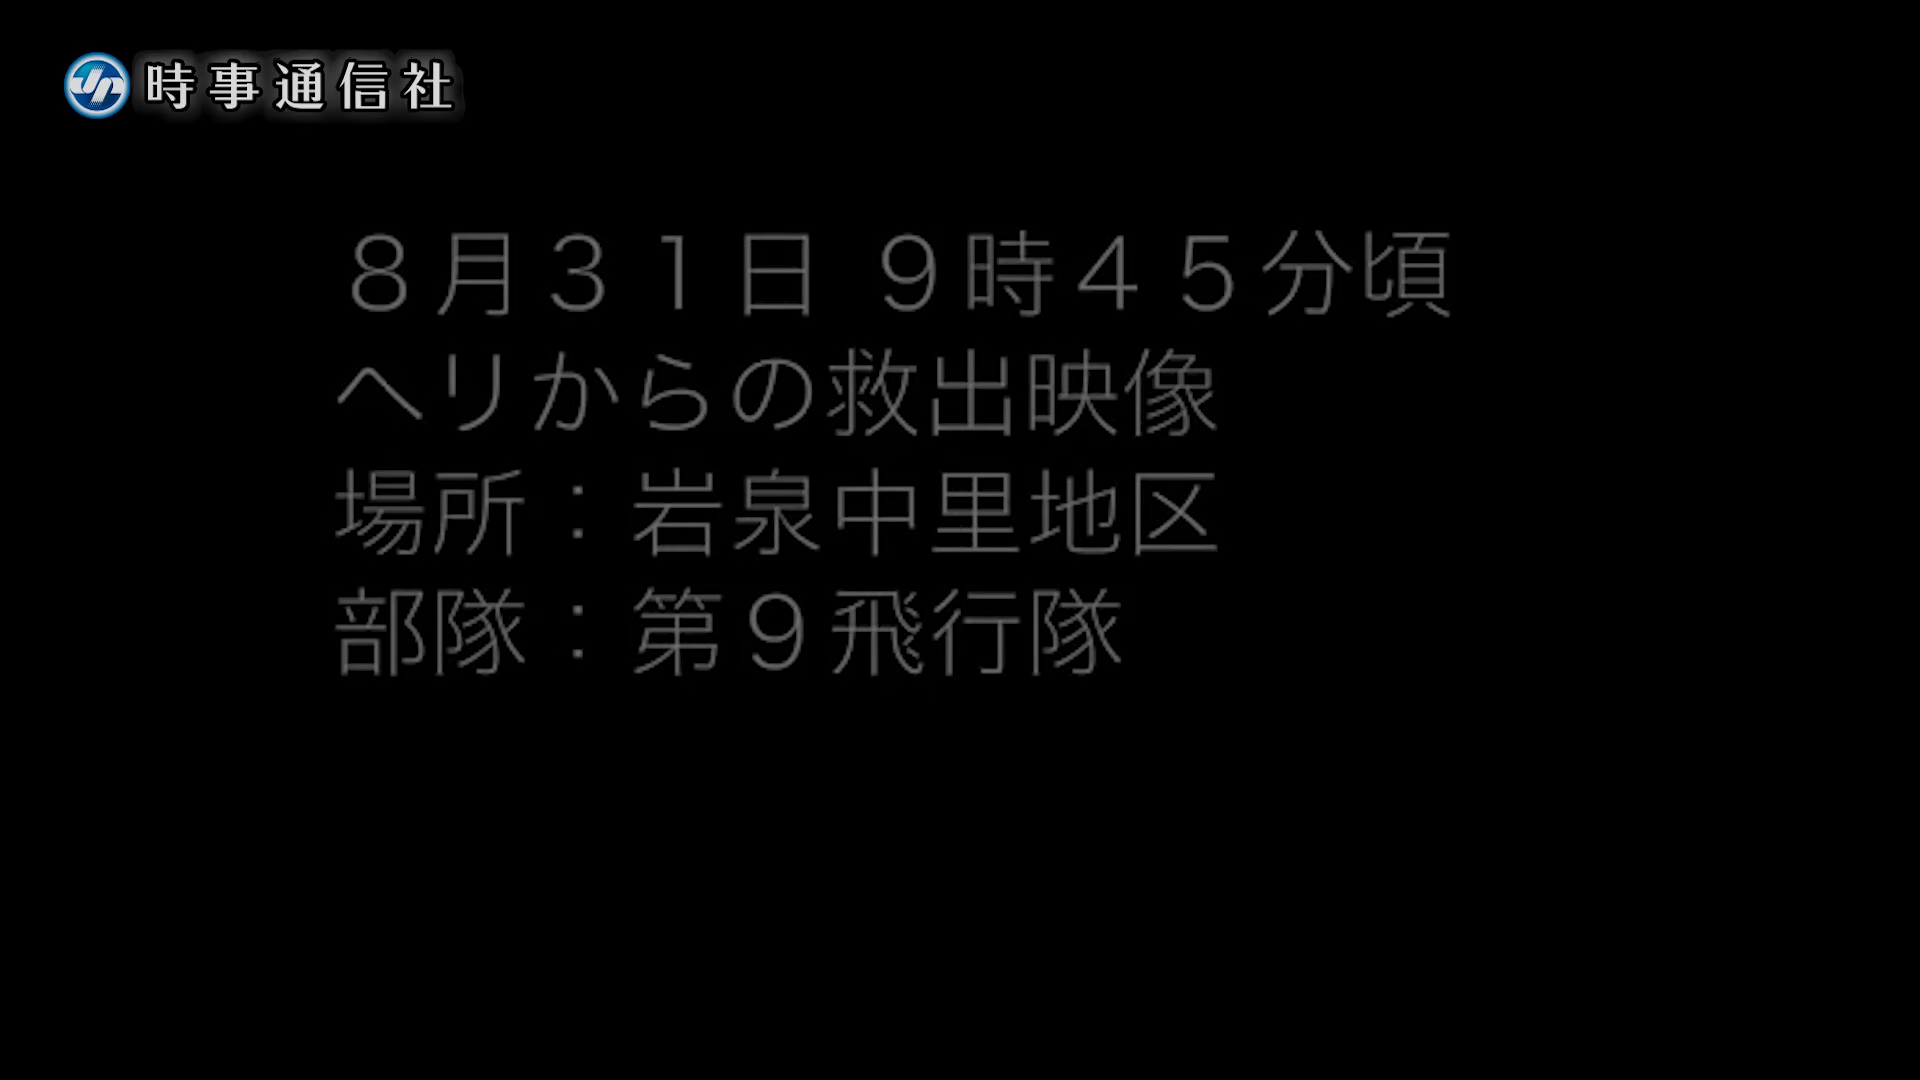 時事通信社
８月３１日 ９時４５分頃
ヘリからの救出映像
場所：岩泉中里地区
部隊：第９飛行隊